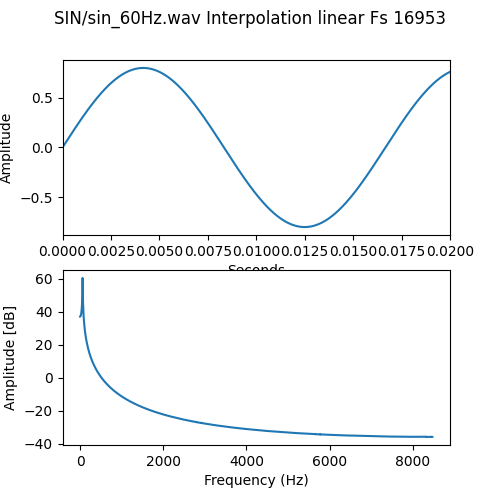 SIN/sin_60Hz.wav Interpolation linear Fs 16953
Amplitude
0.5
0.0
−0.5
0.0000 0.0025 0.0050 0.0075 0.0100 0.0125 0.0150 0.0175 0.0200
Seconds
Amplitude [dB]
60
40
20
0
−20
−40
0 2000 4000 6000 8000
Frequency (Hz)